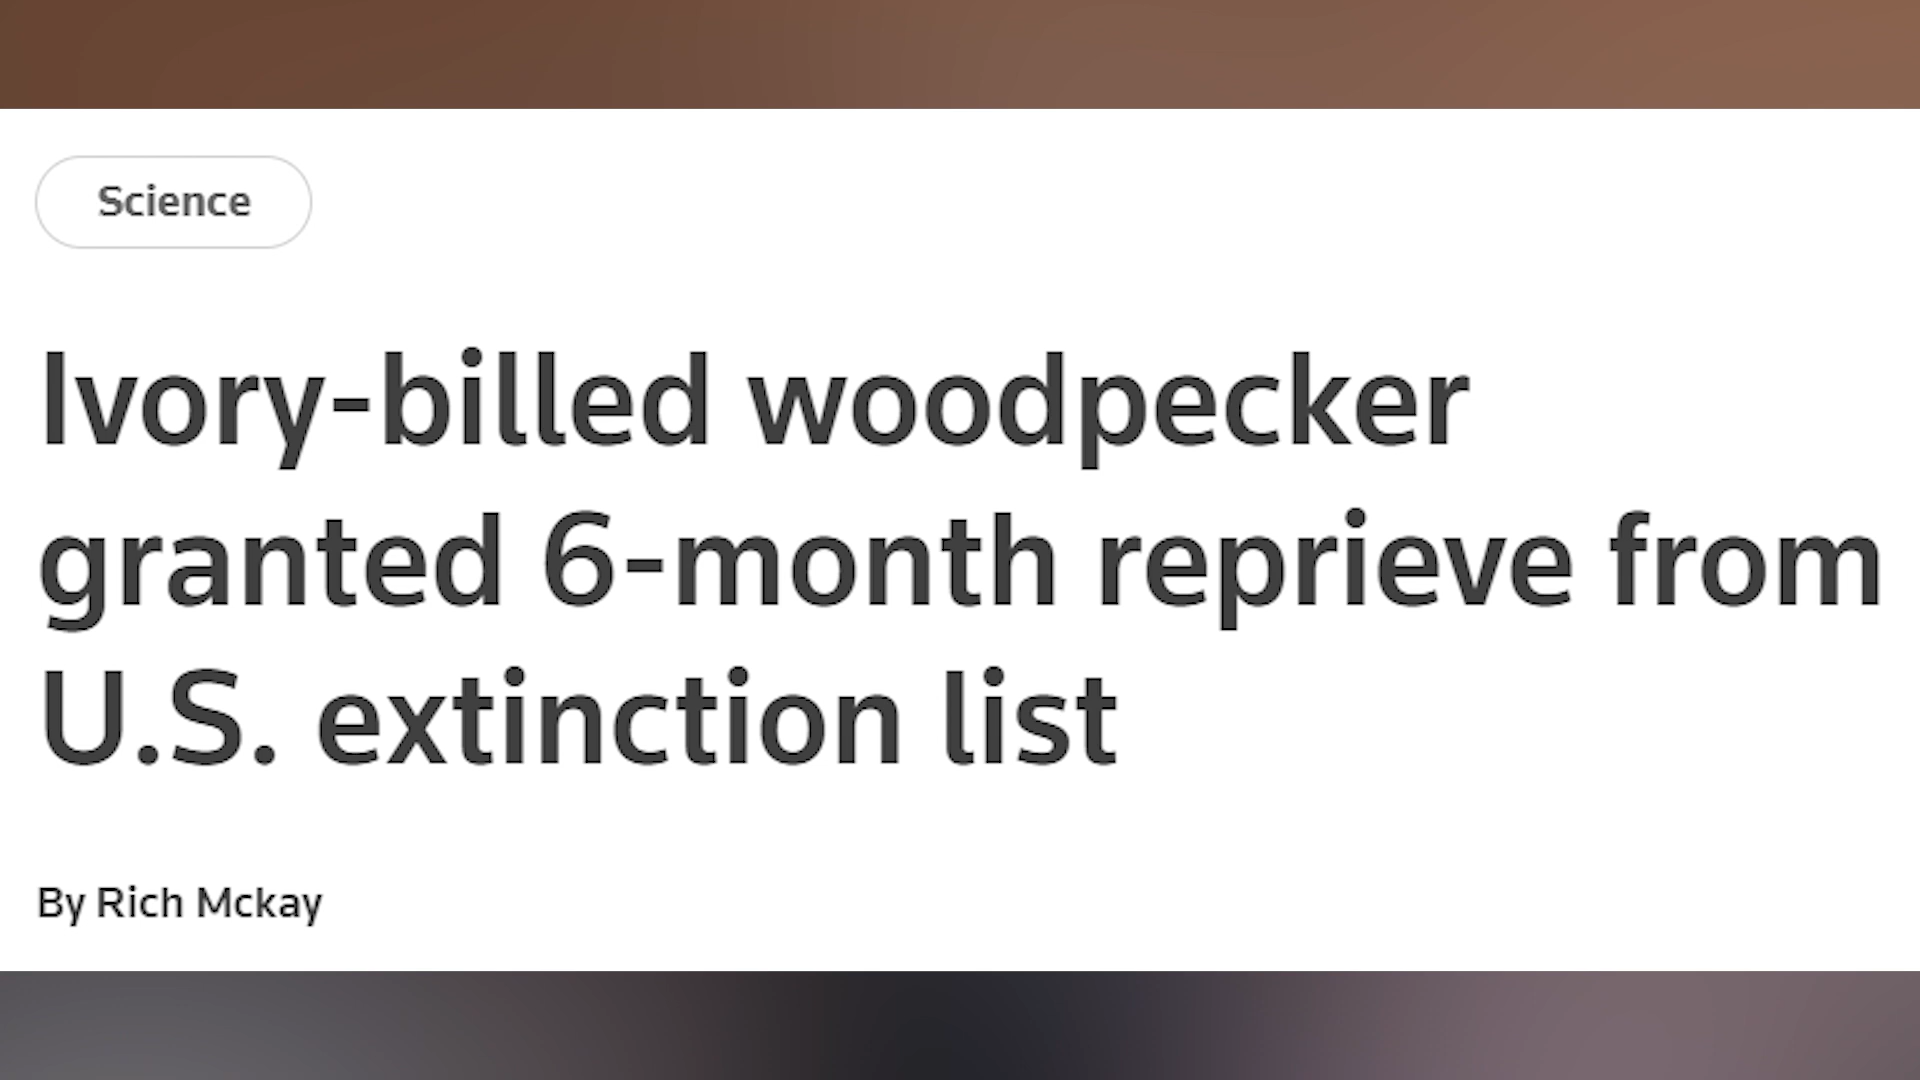 Science
Ivory-billed woodpecker
granted 6-month reprieve from
U.S. extinction list
By Rich Mckay